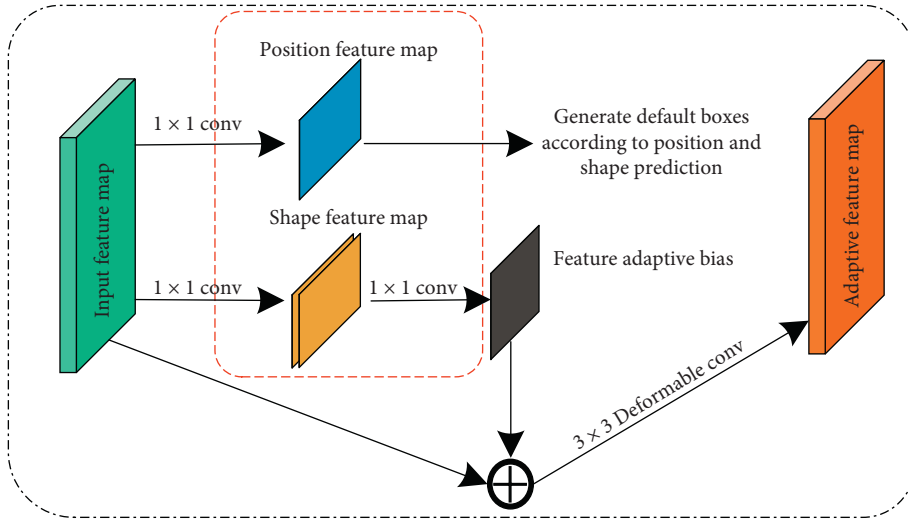 Position feature map
1 × 1 conv
Generate default boxes
according to position and
shape prediction
Input feature map
Shape feature map
1 × 1 conv
1 × 1 conv
Feature adaptive bias
Adaptive feature map
3 × 3 Deformable conv